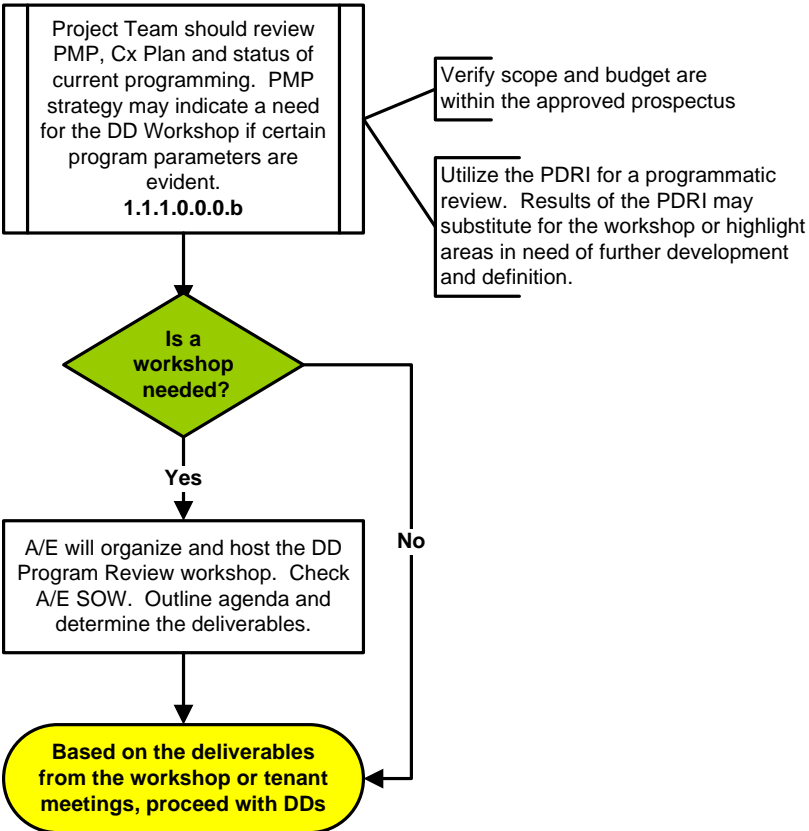 Project Team should review
PMP, Cx Plan and status of
current programming.  PMP
strategy may indicate a need
for the DD Workshop if certain
program parameters are
evident.
1.1.1.0.0.0.b
Verify scope and budget are
within the approved prospectus
Utilize the PDRI for a programmatic
review.  Results of the PDRI may
substitute for the workshop or highlight
areas in need of further development
and definition.
Is a
workshop
needed?
Yes
No
A/E will organize and host the DD
Program Review workshop.  Check
A/E SOW.  Outline agenda and
determine the deliverables.
Based on the deliverables
from the workshop or tenant
meetings, proceed with DDs